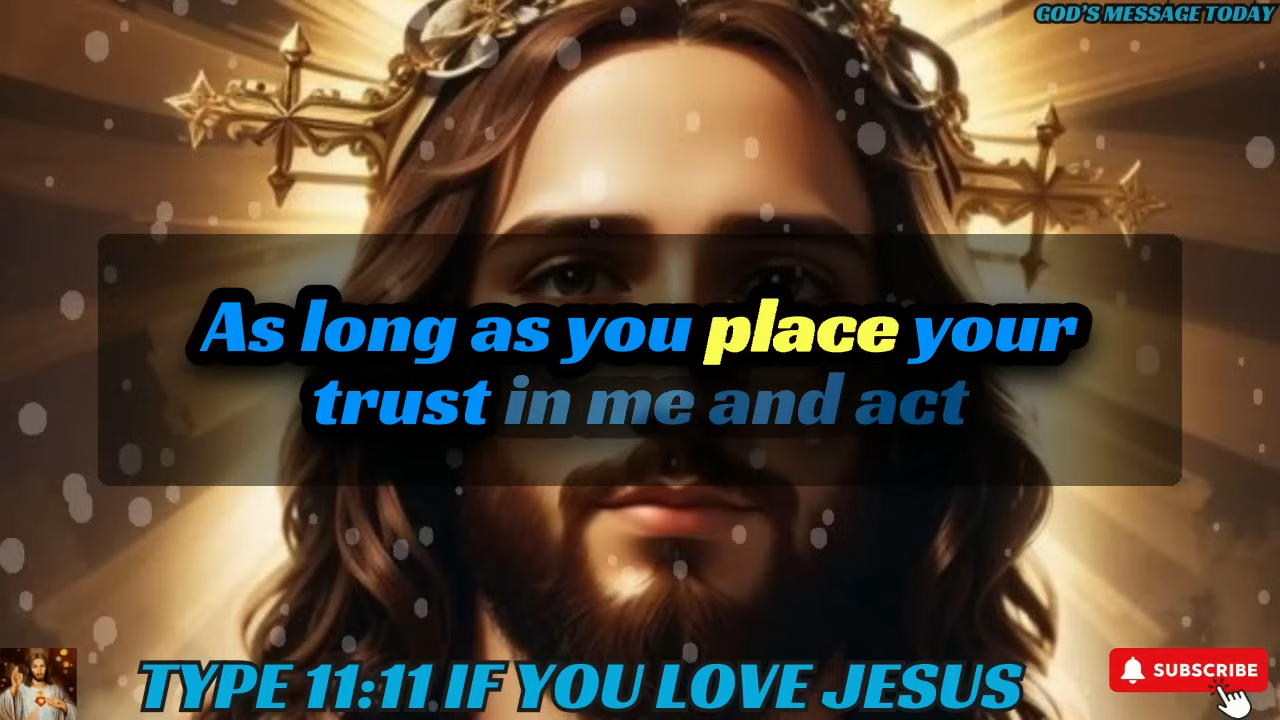 GOD'S MESSAGE TODAY
As long as you place your
trust in me and act
TYPE 11:11 IF YOU LOVE JESUS
SUBSCRIBE